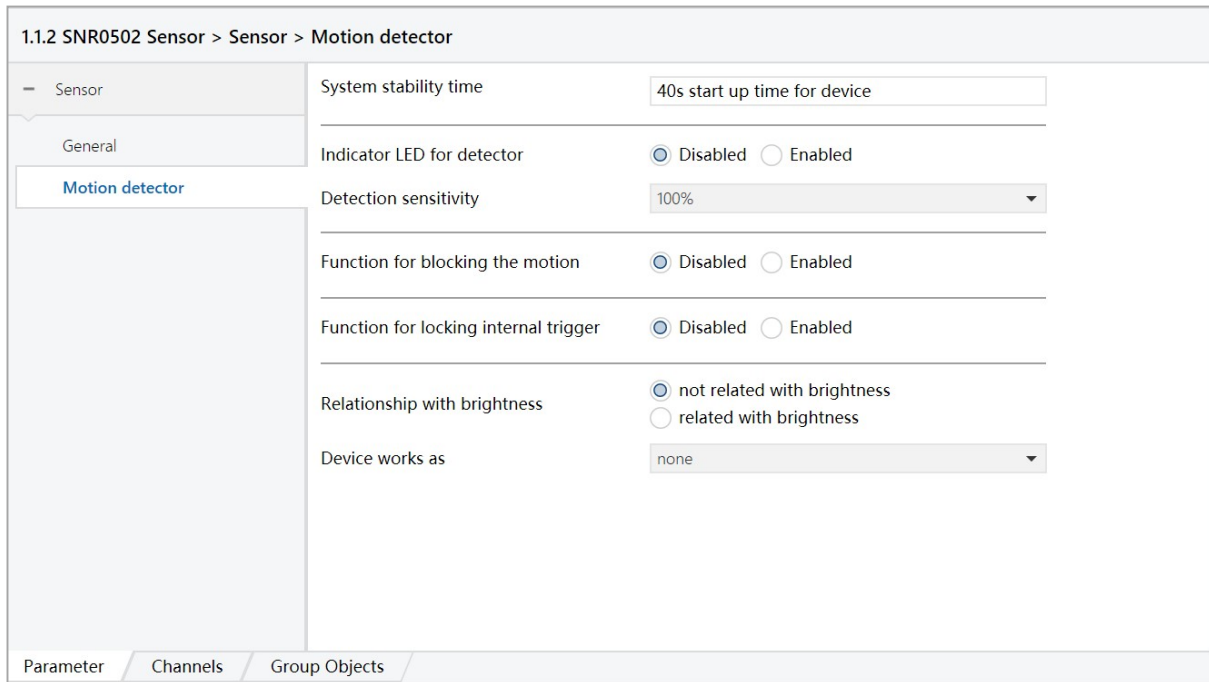 1.1.2 SNR0502 Sensor > Sensor > Motion detector
Sensor
General
Motion detector
System stability time
40s start up time for device
Indicator LED for detector
Disabled Enabled
Detection sensitivity
100%
Function for blocking the motion
Disabled Enabled
Function for locking internal trigger
Disabled Enabled
Relationship with brightness
not related with brightness
related with brightness
Device works as
none
Parameter Channels Group Objects